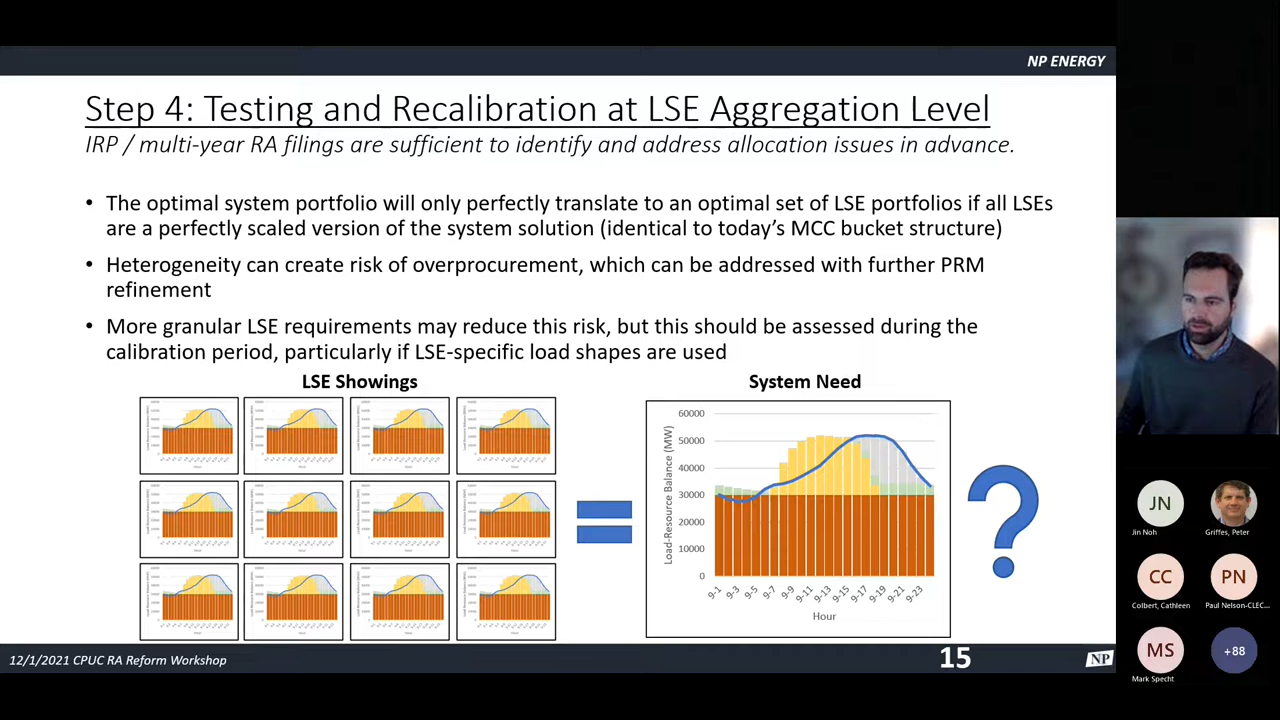 NP ENERGY
Step 4: Testing and Recalibration at LSE Aggregation Level
IRP / multi-year RA filings are sufficient to identify and address allocation issues in advance.
• The optimal system portfolio will only perfectly translate to an optimal set of LSE portfolios if all LSEs
are a perfectly scaled version of the system solution (identical to today's MCC bucket structure)
• Heterogeneity can create risk of overprocurement, which can be addressed with further PRM
refinement
• More granular LSE requirements may reduce this risk, but this should be assessed during the
calibration period, particularly if LSE-specific load shapes are used
LSE Showings
System Need
Load-Resource Balance (MW)
60000
50000
40000
30000
20000
10000
0
9-1
9-3
9-5
9-7
9-9
9-11
9-13
9-15
9-17
9-19
9-21
9-23
Hour
?
12/1/2021 CPUC RA Reform Workshop
15
NP
JN
Jin Noh
Griffes, Peter
CC
Colbert, Cathleen
PN
Paul Nelson-CLEC...
MS
Mark Specht
+88